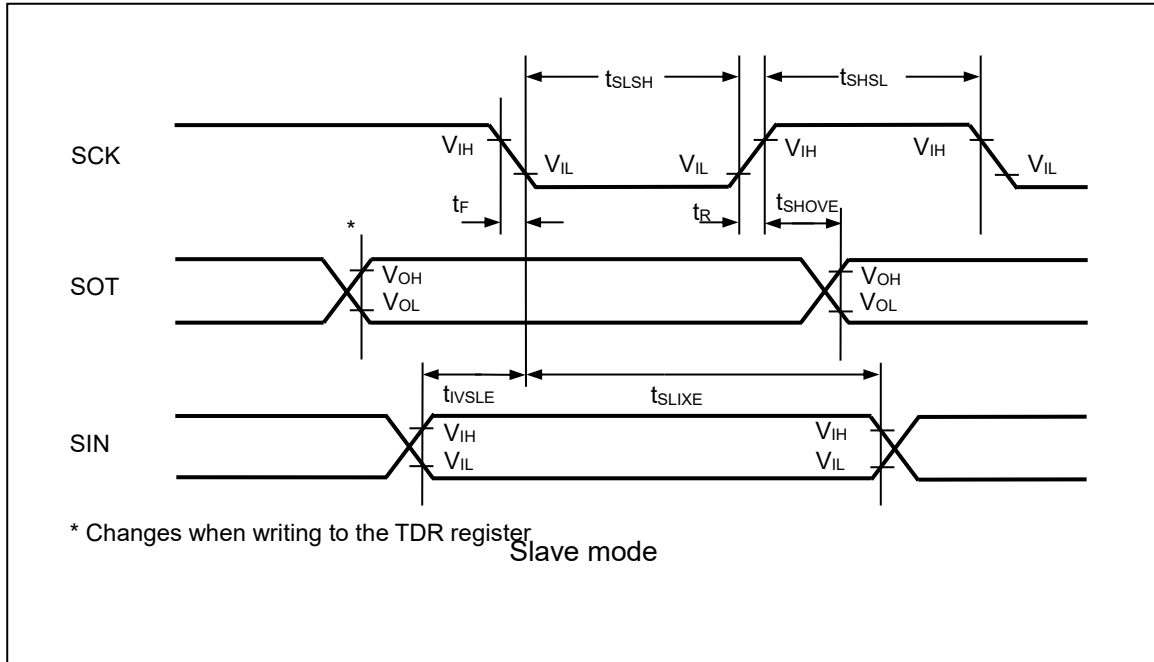 tSLSH tSHSL
SCK VIH VIL VIL VIH VIH VIL
tF tR tSHOVE
*
SOT VOH VOH
VOL VOL
tIVSLE tSLIXE
SIN VIH VIH
VIL VIL
* Changes when writing to the TDR register
Slave mode